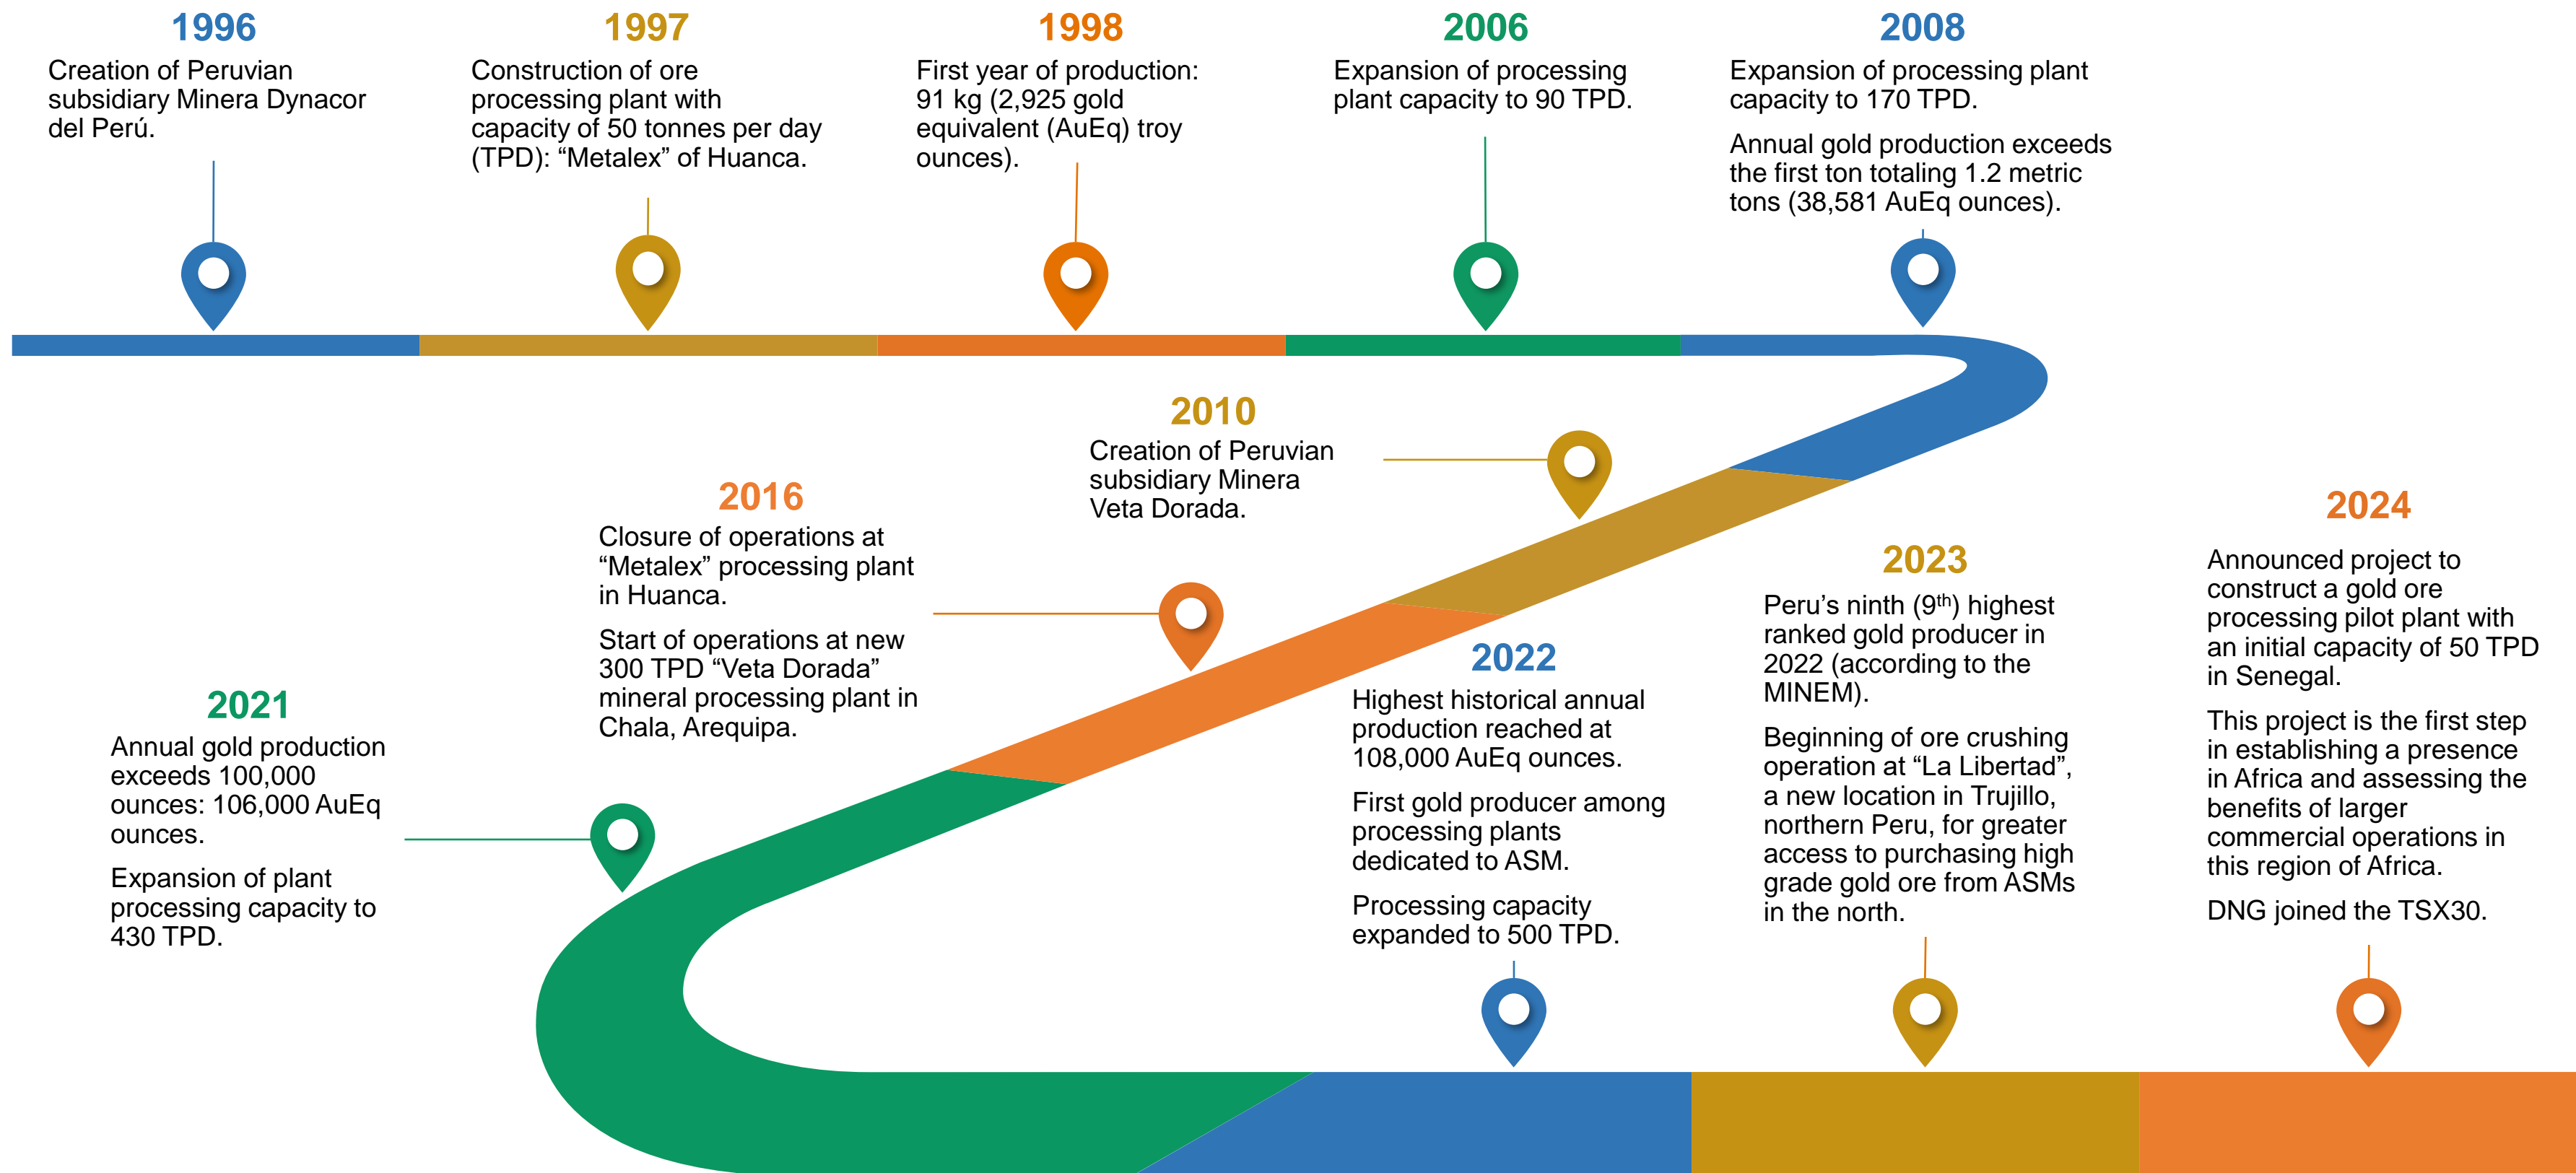 1996
Creation of Peruvian
subsidiary Minera Dynacor
del Perú.
1997
Construction of ore
processing plant with
capacity of 50 tonnes per day
(TPD): “Metalex” of Huanca.
1998
First year of production:
91 kg (2,925 gold
equivalent (AuEq) troy
ounces).
2006
Expansion of processing
plant capacity to 90 TPD.
2008
Expansion of processing plant
capacity to 170 TPD.
Annual gold production exceeds
the first ton totaling 1.2 metric
tons (38,581 AuEq ounces).
2010
Creation of Peruvian
subsidiary Minera
Veta Dorada.
2016
Closure of operations at
“Metalex” processing plant
in Huanca.
Start of operations at new
300 TPD “Veta Dorada”
mineral processing plant in
Chala, Arequipa.
2021
Annual gold production
exceeds 100,000
ounces: 106,000 AuEq
ounces.
Expansion of plant
processing capacity to
430 TPD.
2022
Highest historical annual
production reached at
108,000 AuEq ounces.
First gold producer among
processing plants
dedicated to ASM.
Processing capacity
expanded to 500 TPD.
2023
Peru’s ninth (9th) highest
ranked gold producer in
2022 (according to the
MINEM).
Beginning of ore crushing
operation at “La Libertad”,
a new location in Trujillo,
northern Peru, for greater
access to purchasing high
grade gold ore from ASMs
in the north.
2024
Announced project to
construct a gold ore
processing pilot plant with
an initial capacity of 50 TPD
in Senegal.
This project is the first step
in establishing a presence
in Africa and assessing the
benefits of larger
commercial operations in
this region of Africa.
DNG joined the TSX30.